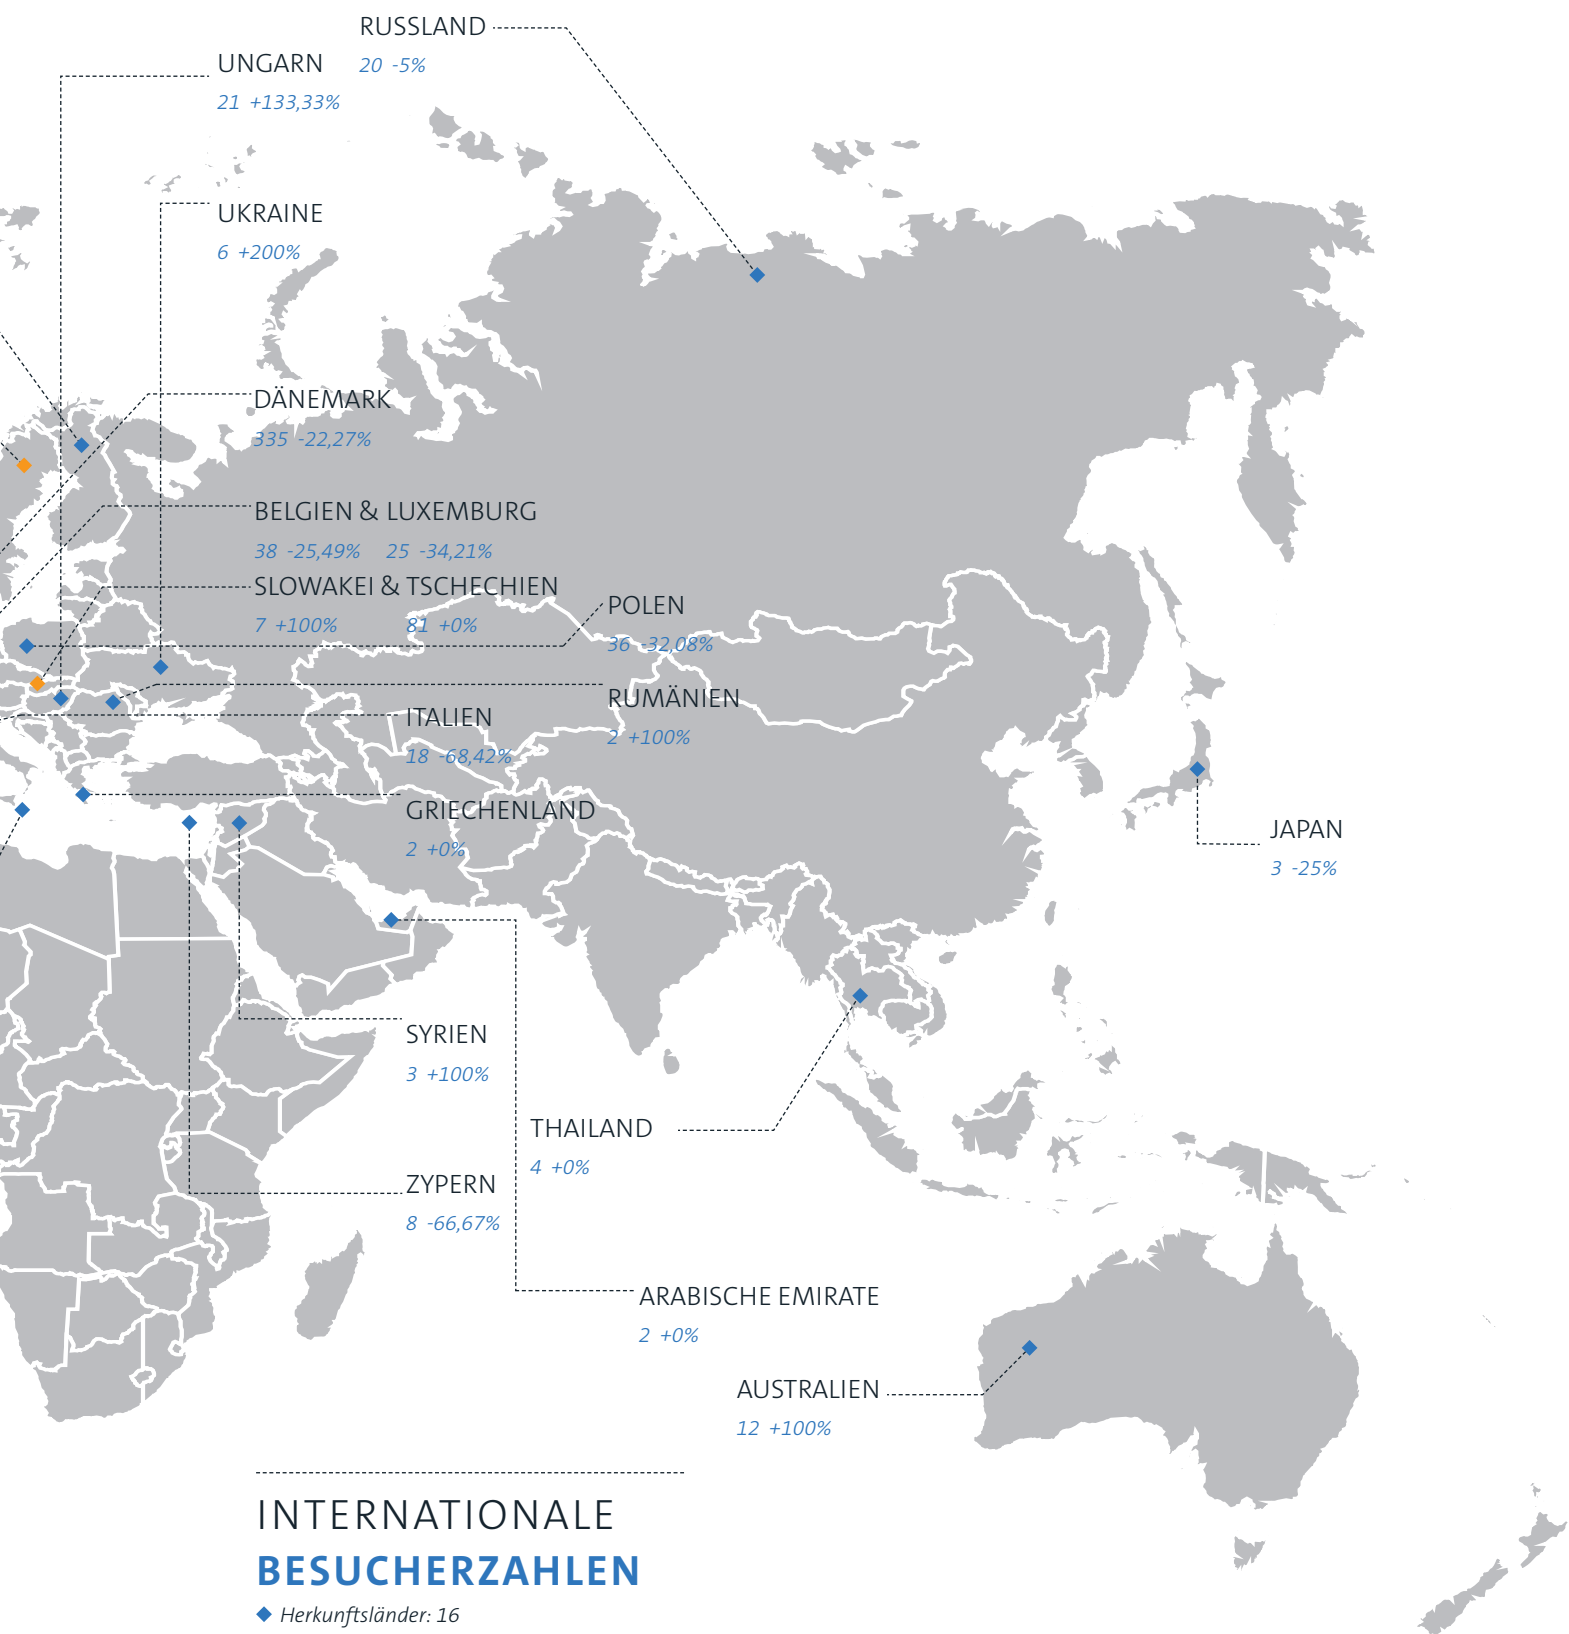 RUSSLAND
20 -5%
UNGARN
21 +133,33%
UKRAINE
6 +200%
DÄNEMARK
335 -22,27%
BELGIEN & LUXEMBURG
38 -25,49% 25 -34,21%
SLOWAKEI & TSCHECHIEN
7 +100% 81 +0%
POLEN
36 -32,08%
RUMÄNIEN
2 +100%
ITALIEN
18 -68,42%
GRIECHENLAND
2 +0%
JAPAN
3 -25%
SYRIEN
3 +100%
THAILAND
4 +0%
ZYPERN
8 -66,67%
ARABISCHE EMIRATE
2 +0%
AUSTRALIEN
12 +100%
INTERNATIONALE
BESUCHERZAHLEN
Herkunftsländer: 16